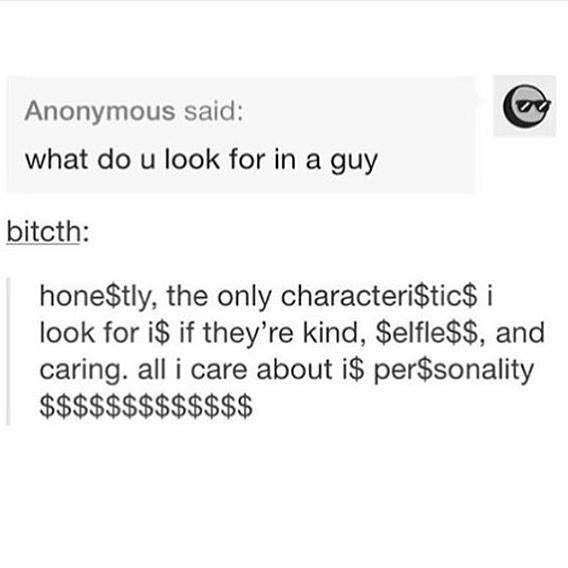 Anonymous said:
what do u look for in a guy
bitcth:
hone$tly, the only characteri$tic$ i
look for i$ if they're kind, $elfle$$, and
caring. all i care about i$ per$sonality
$$$$$$$$$$$$$